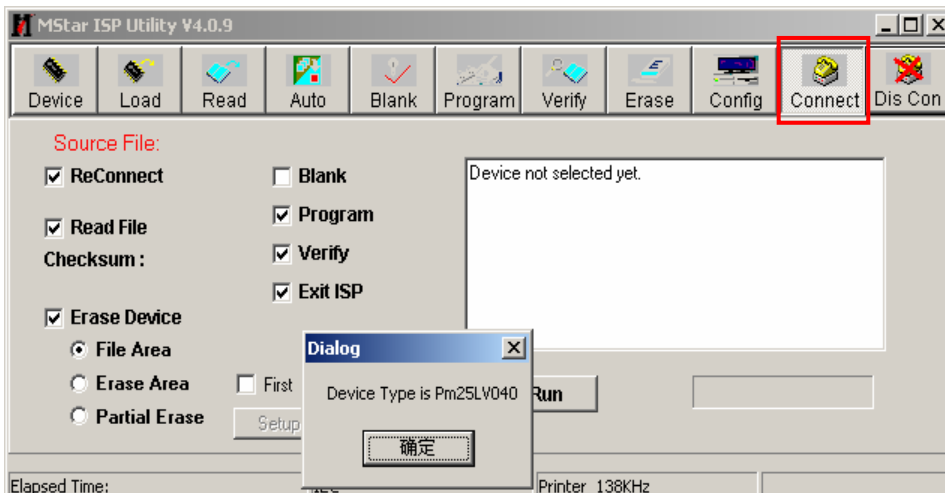 MStar ISP Utility V4.0.9
Device Load Read Auto Blank Program Verify Erase Config Connect Dis Con
Source File:
ReConnect
Blank
Device not selected yet.
Program
Read File
Verify
Checksum :
Exit ISP
Erase Device
File Area
Dialog
Erase Area
First
Device Type is Pm25LV040
Run
Partial Erase
Setup
确定
Elapsed Time:
Printer 138KHz